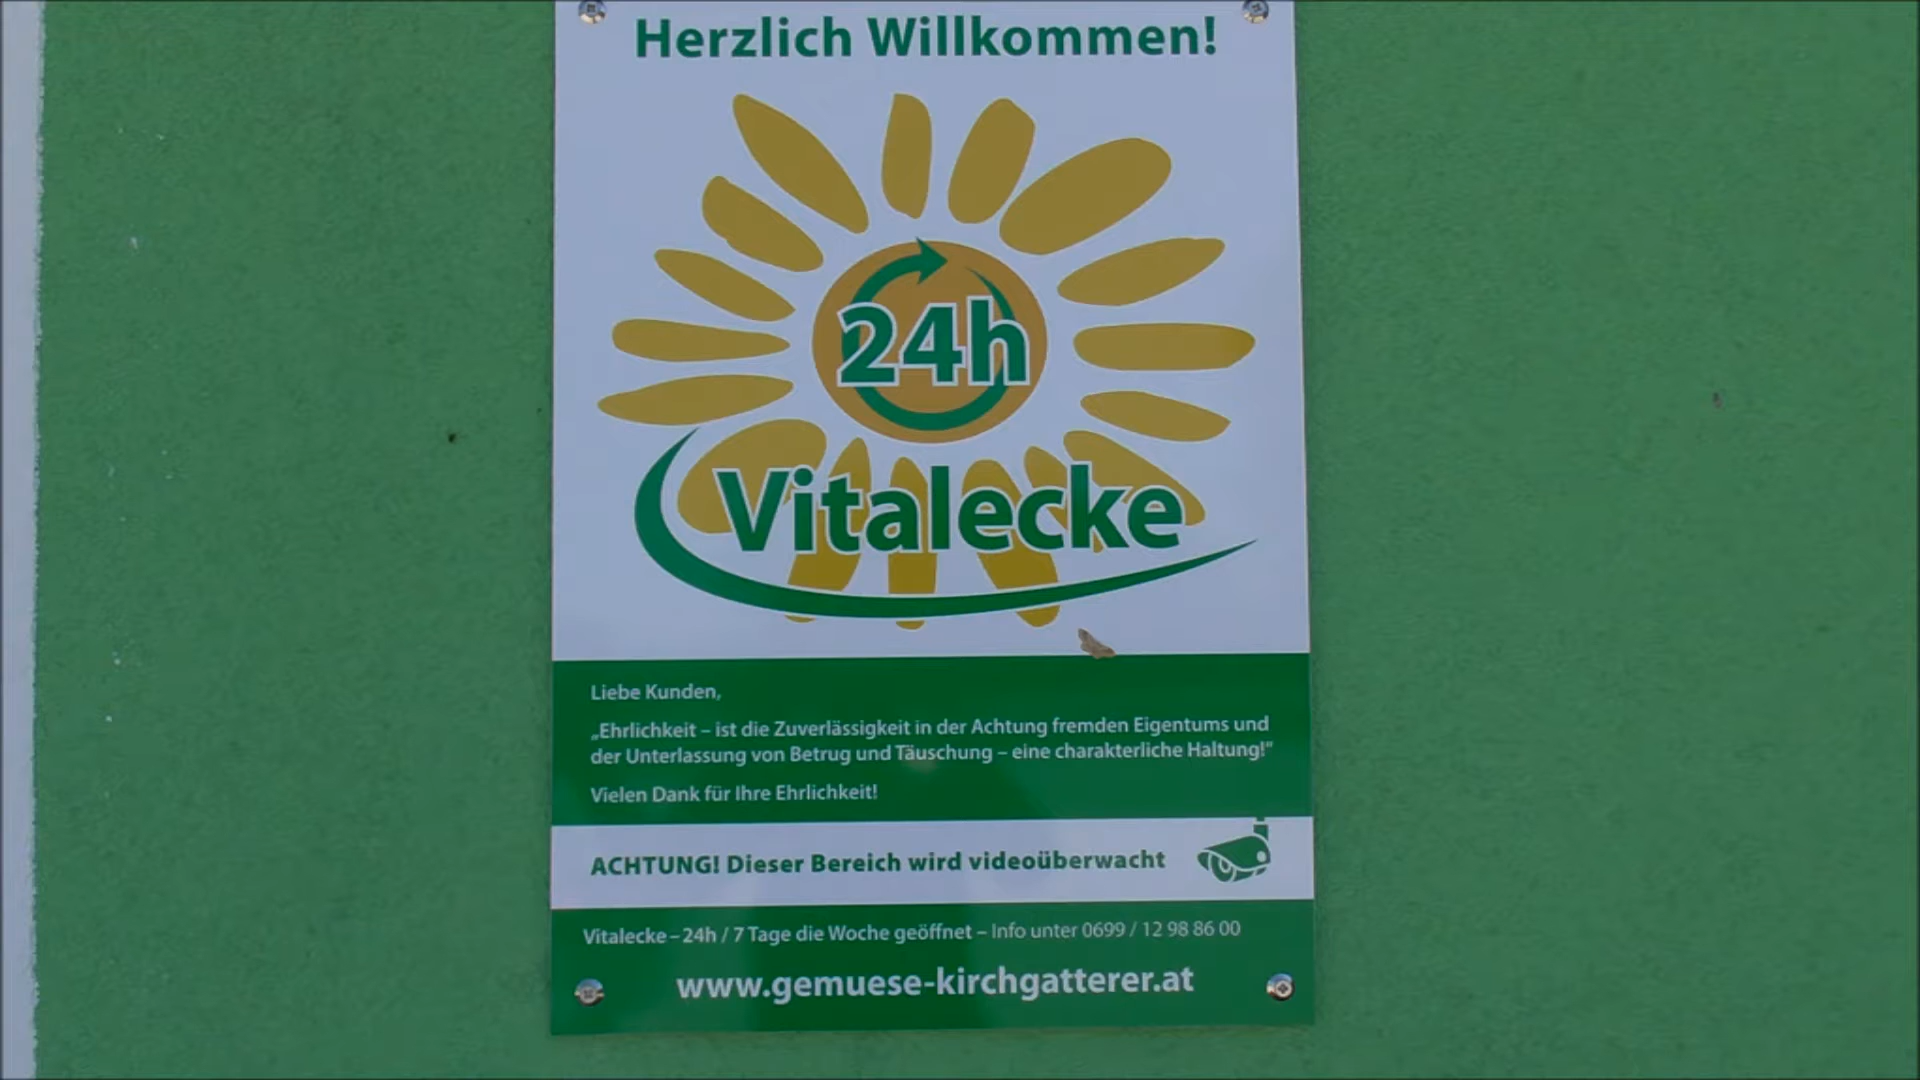 Herzlich Willkommen!
24h
Vitalecke
Liebe Kunden,
„Ehrlichkeit – ist die Zuverlässigkeit in der Achtung fremden Eigentums und
der Unterlassung von Betrug und Täuschung – eine charakterliche Haltung!“
Vielen Dank für Ihre Ehrlichkeit!
ACHTUNG! Dieser Bereich wird videoüberwacht
Vitalecke – 24h / 7 Tage die Woche geöffnet – Info unter 0699 / 12 98 86 00
www.gemuese-kirchgatterer.at